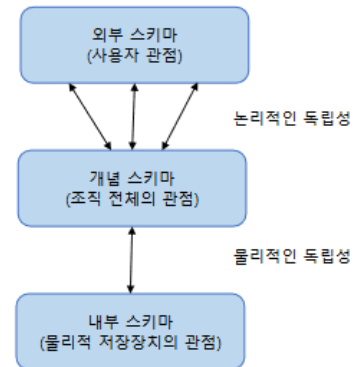 외부 스키마
(사용자 관점)
논리적인 독립성
개념 스키마
(조직 전체의 관점)
물리적인 독립성
내부 스키마
(물리적 저장장치의 관점)